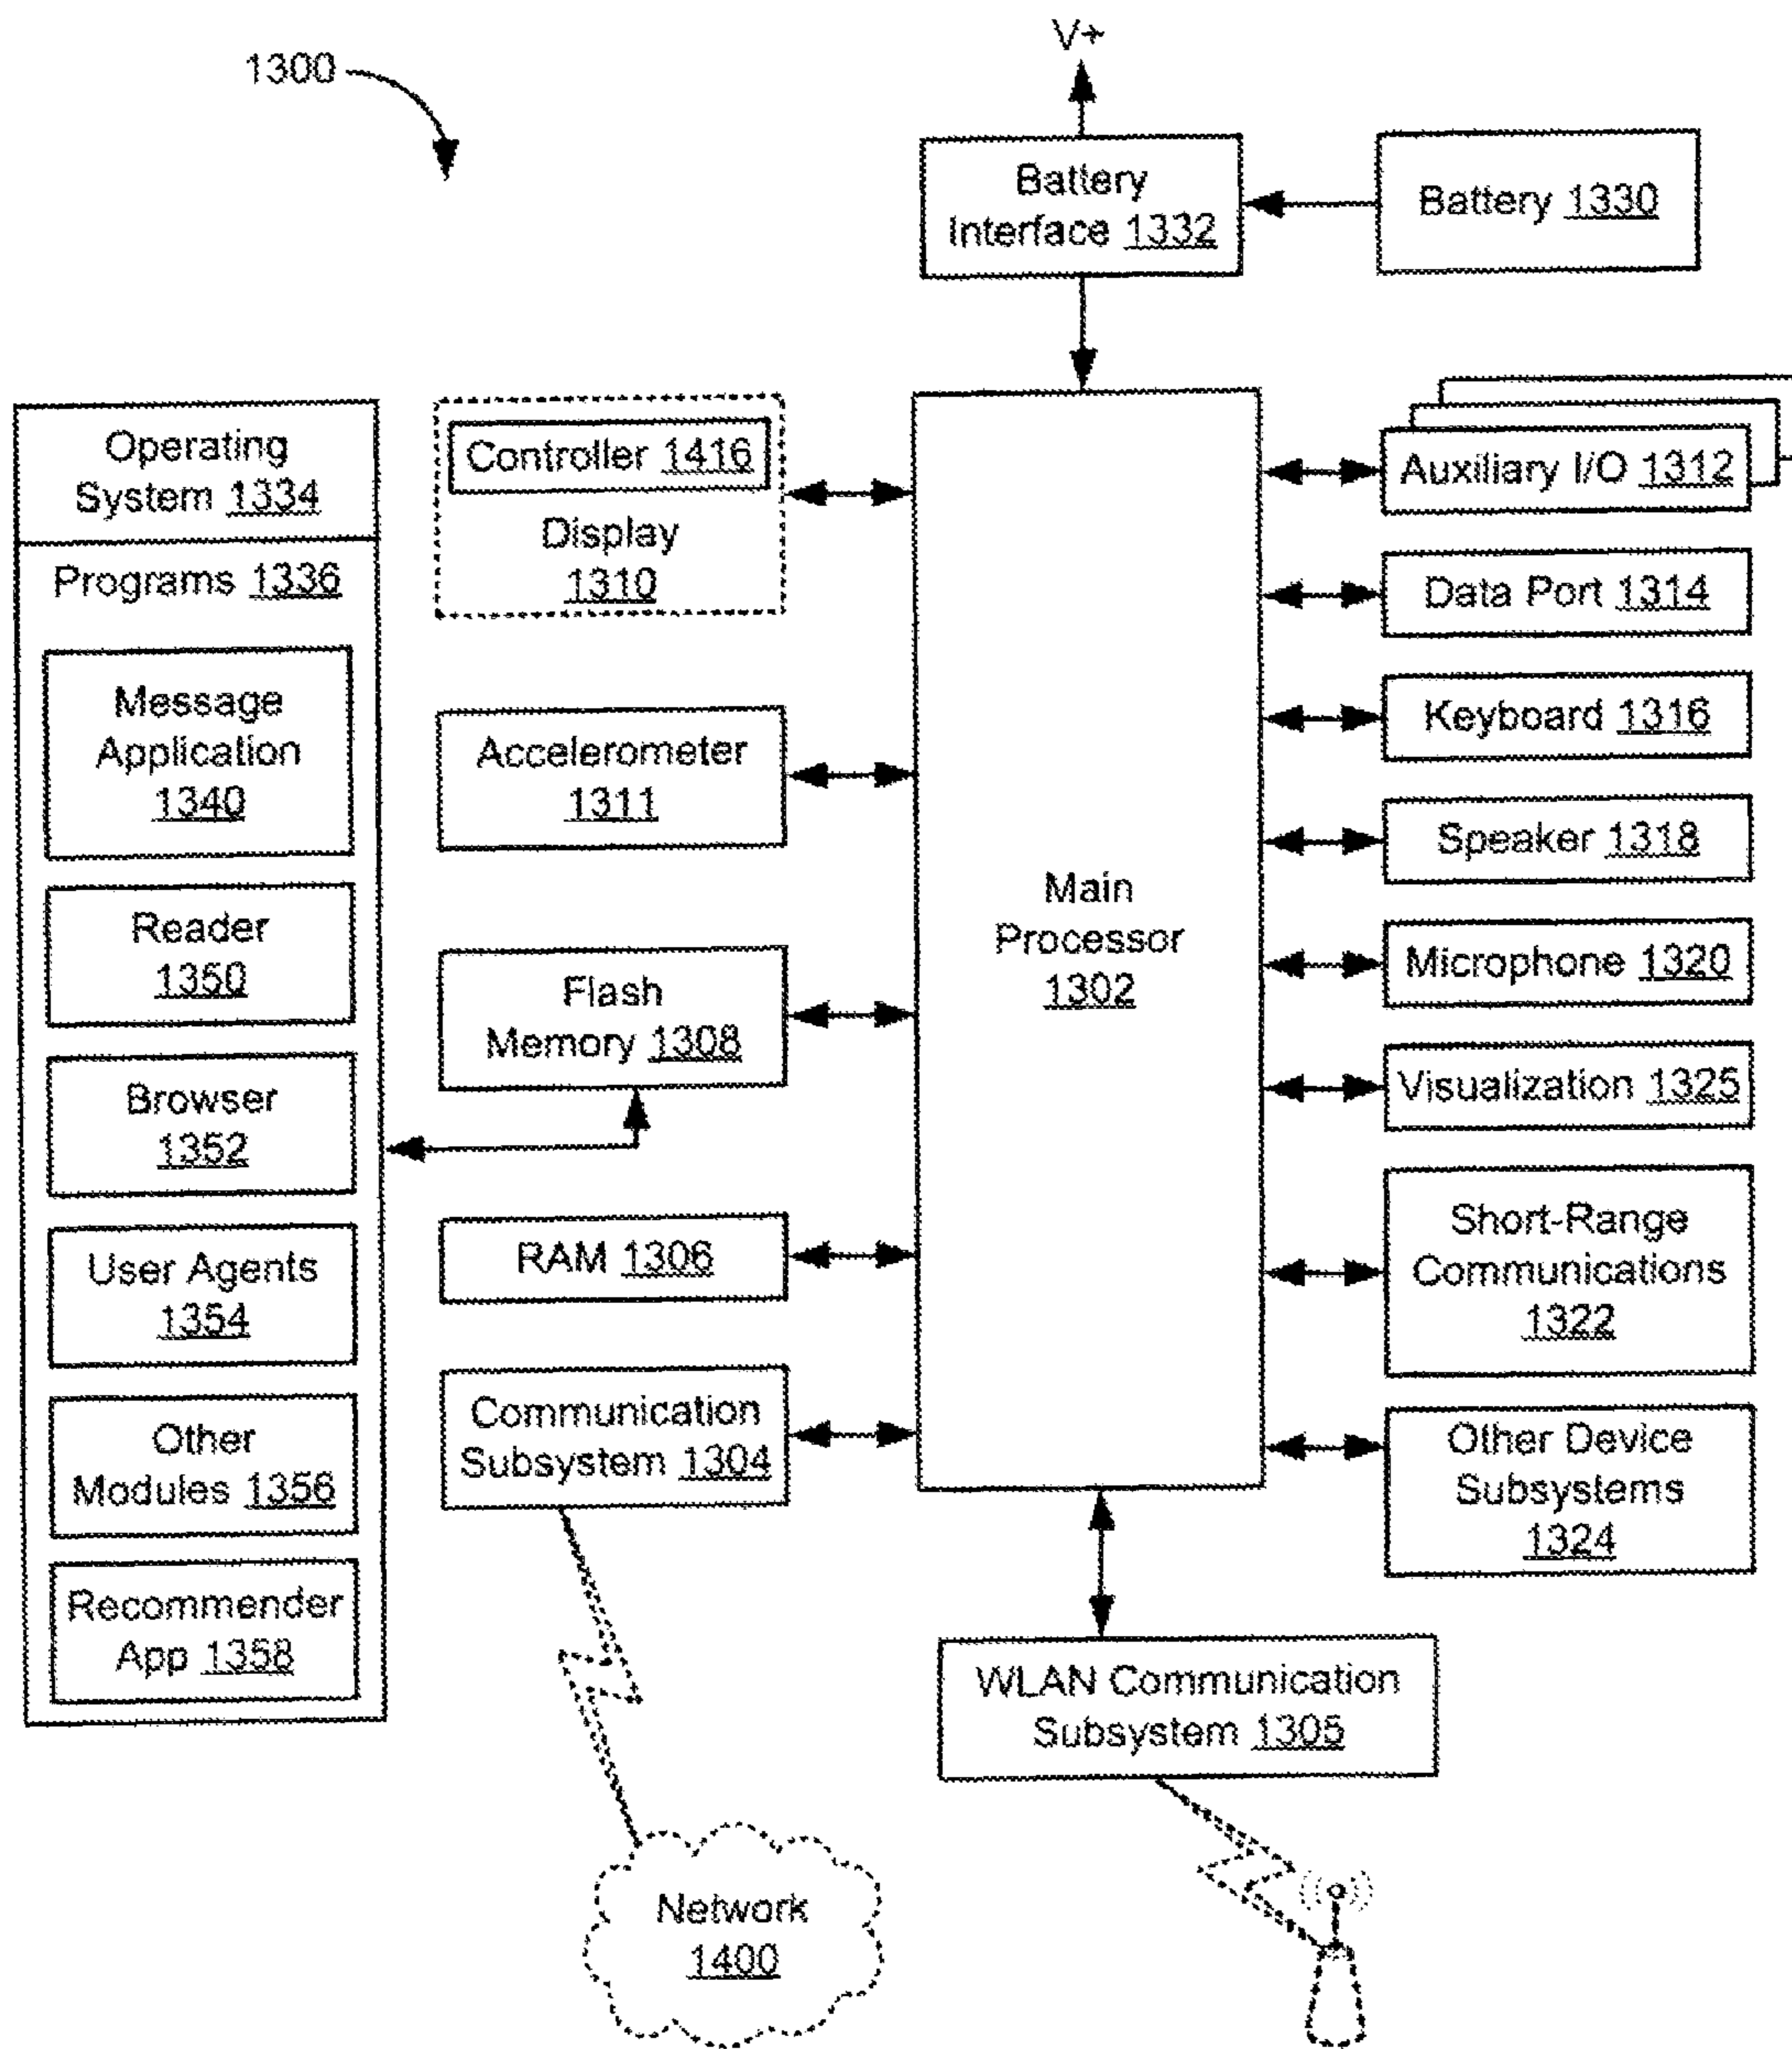 1300
V+
Battery
Interface 1332
Battery 1330
Operating
System 1334
Programs 1336
Message
Application
1340
Reader
1350
Browser
1352
User Agents
1354
Other
Modules 1356
Recommender
App 1358
Controller 1416
Display
1310
Accelerometer
1311
Flash
Memory 1308
RAM 1306
Communication
Subsystem 1304
Main
Processor
1302
Auxiliary I/O 1312
Data Port 1314
Keyboard 1316
Speaker 1318
Microphone 1320
Visualization 1325
Short-Range
Communications
1322
Other Device
Subsystems
1324
WLAN Communication
Subsystem 1305
Network
1400